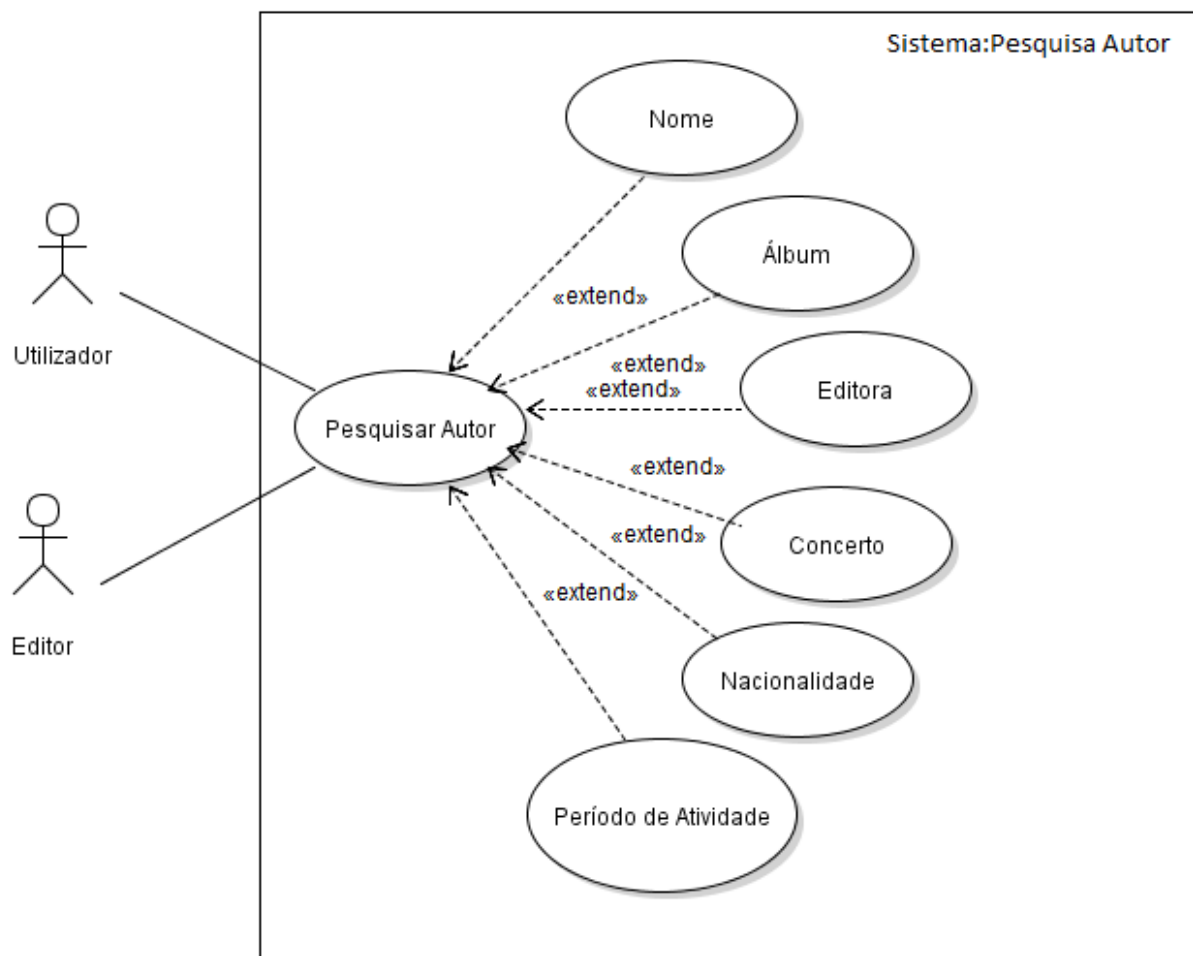 Sistema:Pesquisa Autor
Nome
Álbum
«extend»
Utilizador
«extend»
«extend»
Editora
Pesquisar Autor
«extend»
«extend»
Concerto
«extend»
Editor
Nacionalidade
Período de Atividade